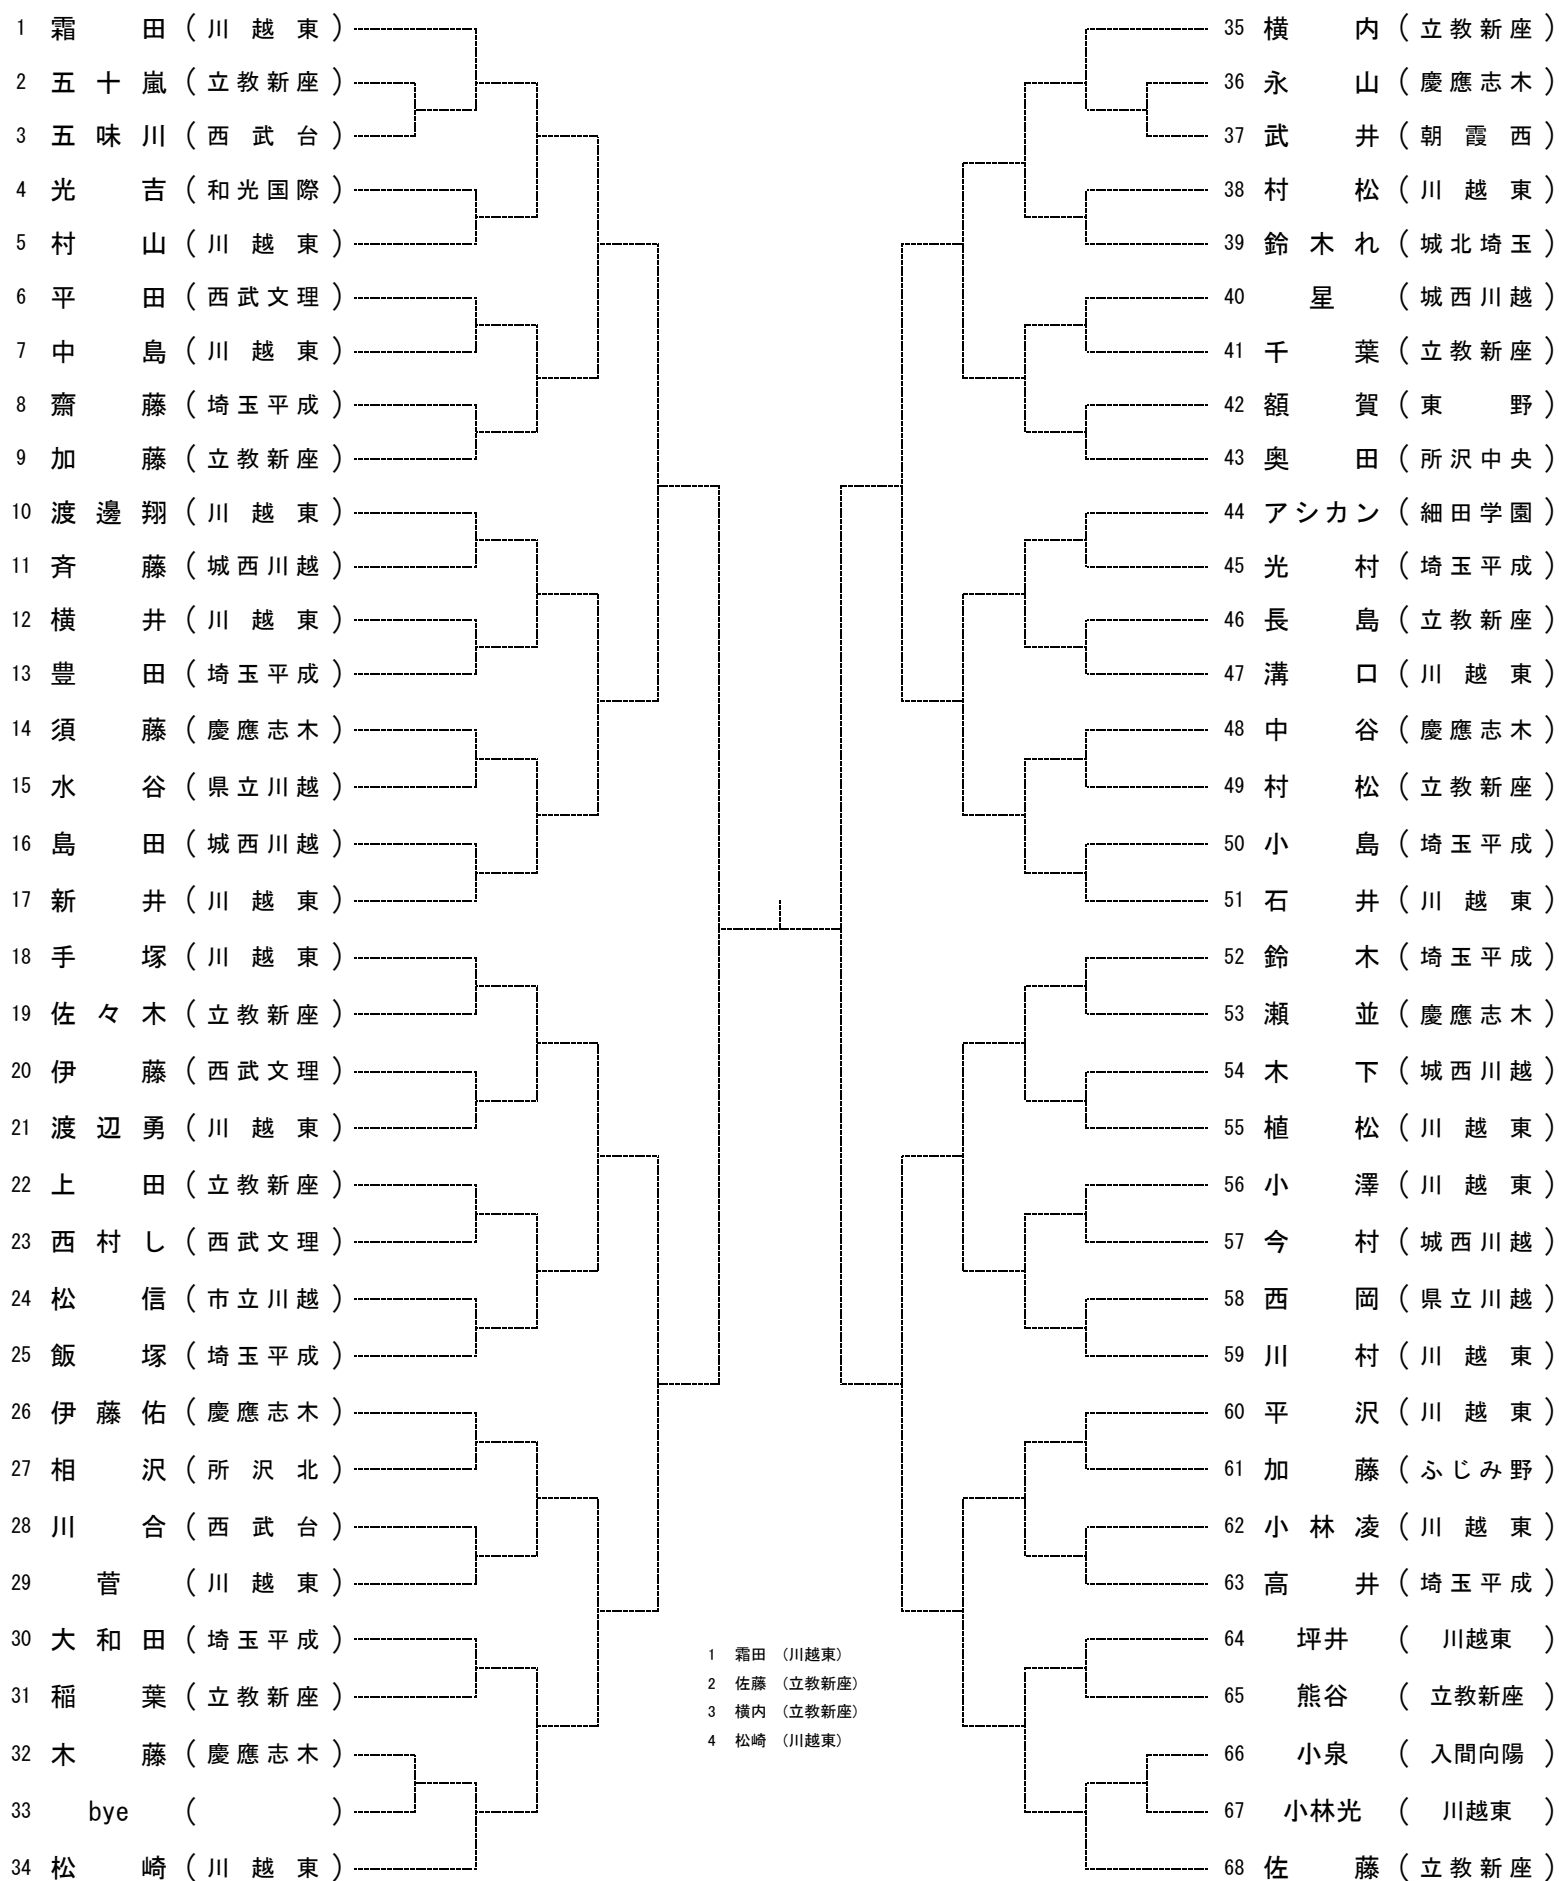 1 霜田 (川越東)
2 五十嵐 (立教新座)
3 五味川 (西武台)
4 光吉 (和光国際)
5 村山 (川越東)
6 平田 (西武文理)
7 中島 (川越東)
8 齋藤 (埼玉平成)
9 加藤 (立教新座)
10 渡邊翔 (川越東)
11 斉藤 (城西川越)
12 横井 (川越東)
13 豊田 (埼玉平成)
14 須藤 (慶應志木)
15 水谷 (県立川越)
16 島田 (城西川越)
17 新井 (川越東)
18 手塚 (川越東)
19 佐々木 (立教新座)
20 伊藤 (西武文理)
21 渡辺勇 (川越東)
22 上田 (立教新座)
23 西村し (西武文理)
24 松信 (市立川越)
25 飯塚 (埼玉平成)
26 伊藤佑 (慶應志木)
27 相沢 (所沢北)
28 川合 (西武台)
29 菅 (川越東)
30 大和田 (埼玉平成)
31 稲葉 (立教新座)
32 木藤 (慶應志木)
33 bye ( )
34 松崎 (川越東)
1 霜田 (川越東)
2 佐藤 (立教新座)
3 横内 (立教新座)
4 松崎 (川越東)
35 横内 (立教新座)
36 永山 (慶應志木)
37 武井 (朝霞西)
38 村松 (川越東)
39 鈴木れ (城北埼玉)
40 星 (城西川越)
41 千葉 (立教新座)
42 額賀 (東野)
43 奥田 (所沢中央)
44 アシカン (細田学園)
45 光村 (埼玉平成)
46 長島 (立教新座)
47 溝口 (川越東)
48 中谷 (慶應志木)
49 村松 (立教新座)
50 小島 (埼玉平成)
51 石井 (川越東)
52 鈴木 (埼玉平成)
53 瀬並 (慶應志木)
54 木下 (城西川越)
55 植松 (川越東)
56 小澤 (川越東)
57 今村 (城西川越)
58 西岡 (県立川越)
59 川村 (川越東)
60 平沢 (川越東)
61 加藤 (ふじみ野)
62 小林凌 (川越東)
63 高井 (埼玉平成)
64 坪井 (川越東)
65 熊谷 (立教新座)
66 小泉 (入間向陽)
67 小林光 (川越東)
68 佐藤 (立教新座)